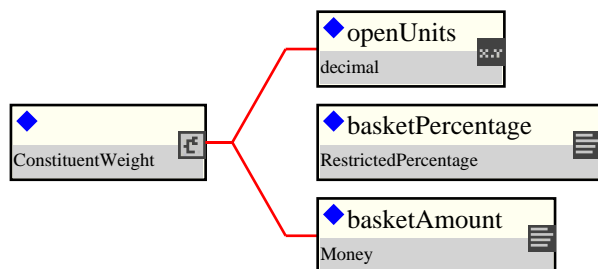 openUnits
x.Y
decimal
ConstituentWeight
basketPercentage
RestrictedPercentage
basketAmount
Money